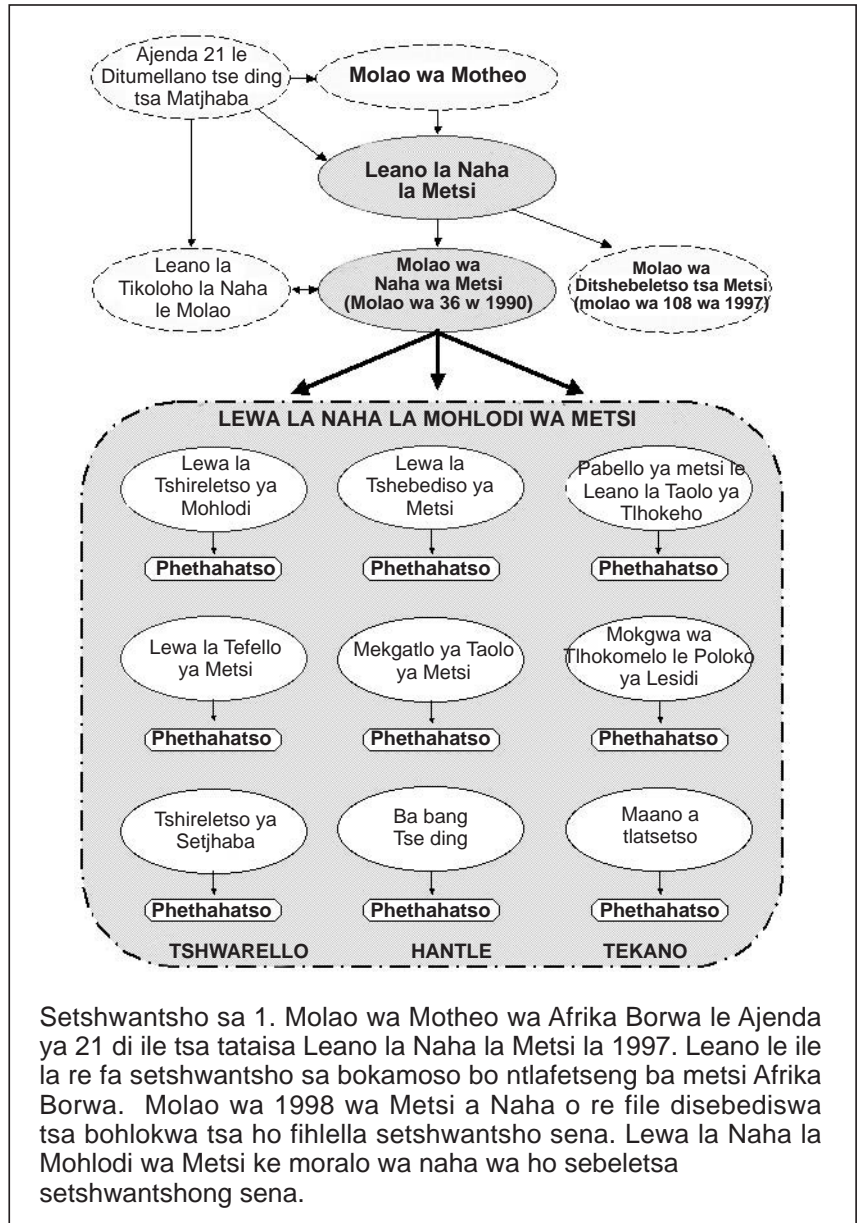 Ajenda 21 le
Ditumellano tse ding
tsa Matjhaba
Molao wa Motheo
Leano la Naha
la Metsi
Leano la
Tikoloho la Naha
le Molao
Molao wa
Naha wa Metsi
(Molao wa 36 w 1990)
Molao wa
Ditshebeletso tsa Metsi
(molao wa 108 wa 1997)
LEWA LA NAHA LA MOHLODI WA METSI
Lewa la
Tshireletso ya
Mohlodi
Lewa la
Tshebediso ya
Metsi
Pabello ya metsi le
Leano la Taolo ya
Tlhokeho
Phethahatso
Phethahatso
Phethahatso
Lewa la Tefello
ya Metsi
Mekgatlo ya Taolo
ya Metsi
Mokgwa wa
Tlhokomelo le Poloko
ya Lesidi
Phethahatso
Phethahatso
Phethahatso
Tshireletso ya
Setjhaba
Ba bang
Tse ding
Maano a
tlatsetso
Phethahatso
Phethahatso
Phethahatso
TSHWARELLO
HANTLE
TEKANO
Setshwantsho sa 1. Molao wa Motheo wa Afrika Borwa le Ajenda
ya 21 di ile tsa tataisa Leano la Naha la Metsi la 1997. Leano le ile
la re fa setshwantsho sa bokamoso bo ntlafetseng ba metsi Afrika
Borwa. Molao wa 1998 wa Metsi a Naha o re file disebediswa
tsa bohlokwa tsa ho fihlella setshwantsho sena. Lewa la Naha la
Mohlodi wa Metsi ke moralo wa naha wa ho sebeletsa
setshwantshong sena.